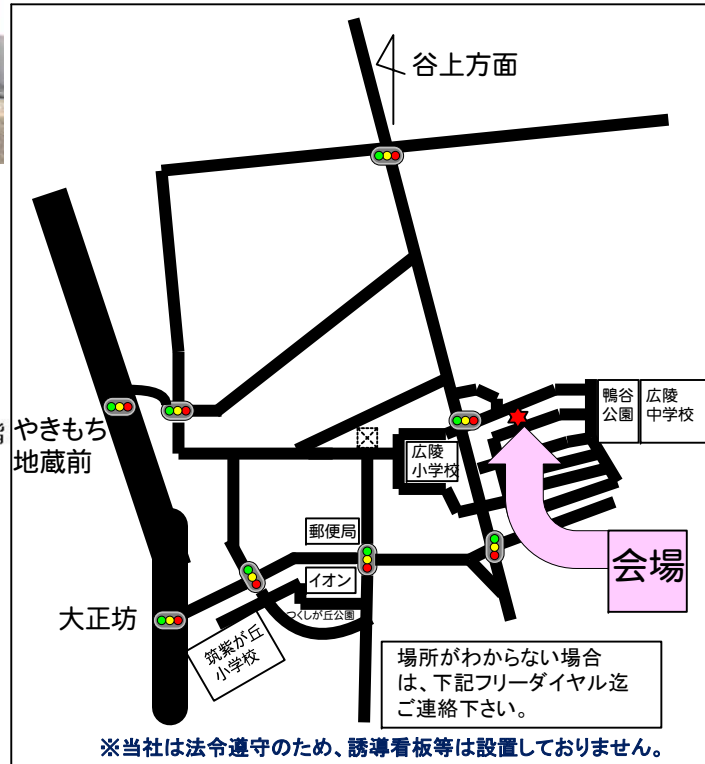 谷上方面
鴨谷
公園
広陵
中学校
やきもち
地蔵前
広陵
小学校
郵便局
イオン
会場
つくしが丘公園
大正坊
筑紫が丘
小学校
場所がわからない場合
は、下記フリーダイヤル迄
ご連絡下さい。
※当社は法令遵守のため、誘導看板等は設置しておりません。